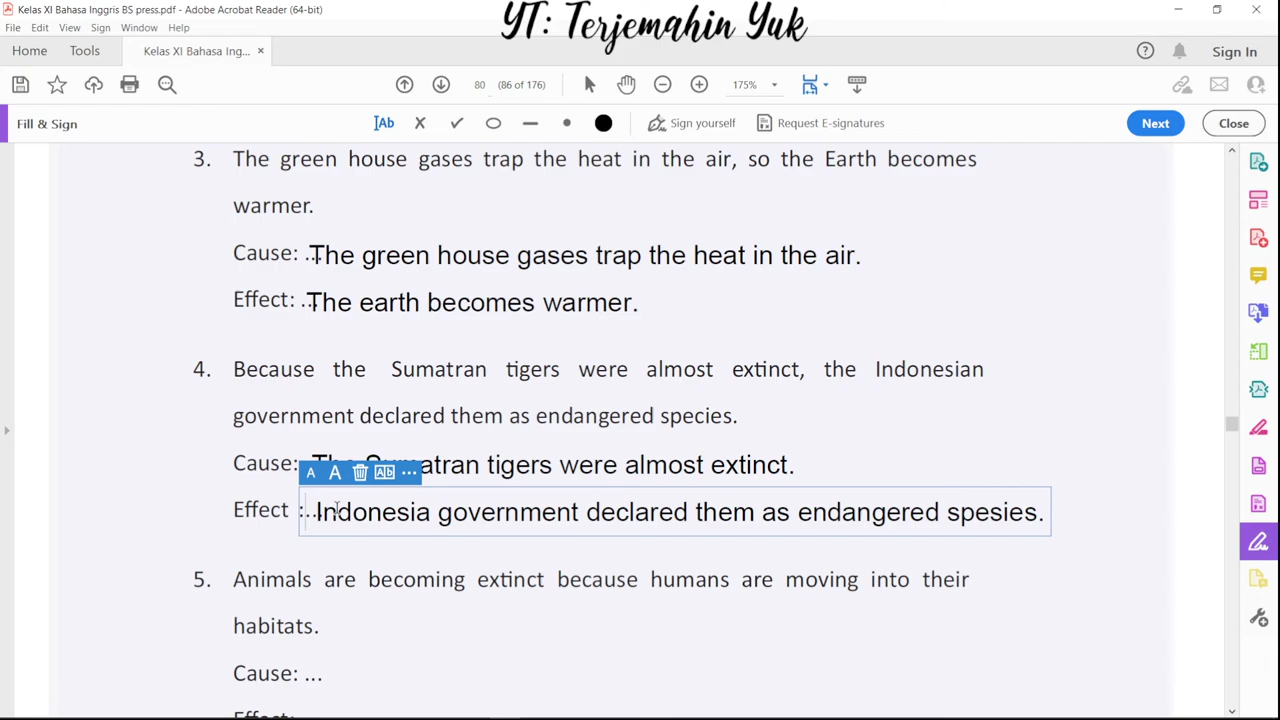 Kelas XI Bahasa Inggris BS press.pdf - Adobe Acrobat Reader (64-bit)
YT: Terjemahin Yuk
File Edit View Sign Window Help
Home Tools Kelas XI Bahasa Ing... × Sign In
80 (86 of 176) 175%
Fill & Sign Sign yourself Request E-signatures Next Close
3. The green house gases trap the heat in the air, so the Earth becomes
warmer.
Cause: ... The green house gases trap the heat in the air.
Effect: ... The earth becomes warmer.
4. Because the Sumatran tigers were almost extinct, the Indonesian
government declared them as endangered species.
Cause: The Sumatran tigers were almost extinct.
Effect :... Indonesia government declared them as endangered spesies.
5. Animals are becoming extinct because humans are moving into their
habitats.
Cause: ...
Effect: